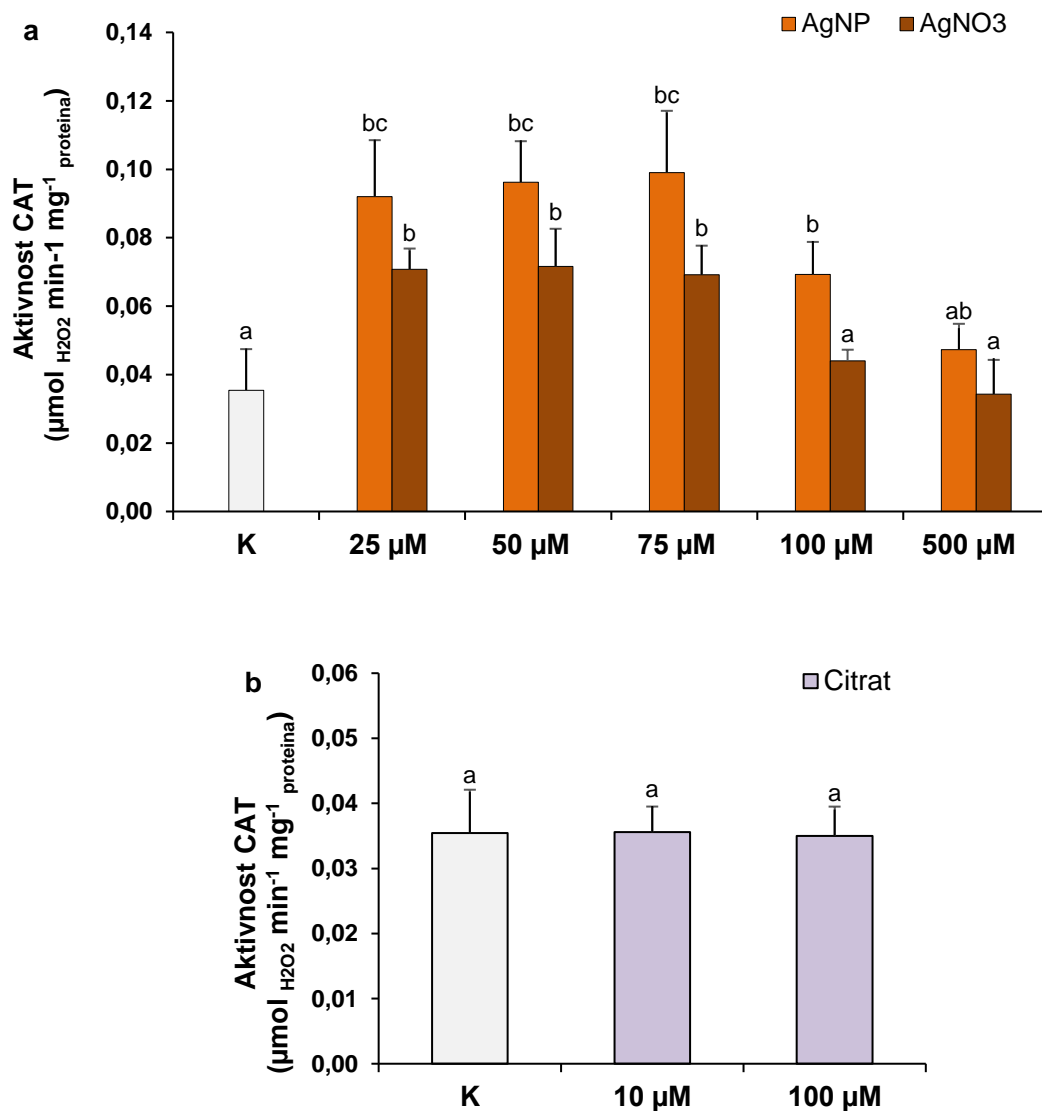 a
AgNP AgNO3
Aktivnost CAT
(µmol H2O2 min-1 mg-1 proteina)
0,14
0,12
0,10
0,08
0,06
0,04
0,02
0,00
a
bc
b
bc
b
bc
b
b
a
ab
a
K 25 µM 50 µM 75 µM 100 µM 500 µM
b
Citrat
Aktivnost CAT
(µmol H2O2 min-1 mg-1 proteina)
0,06
0,05
0,04
0,03
0,02
0,01
0,00
a a a
K 10 µM 100 µM